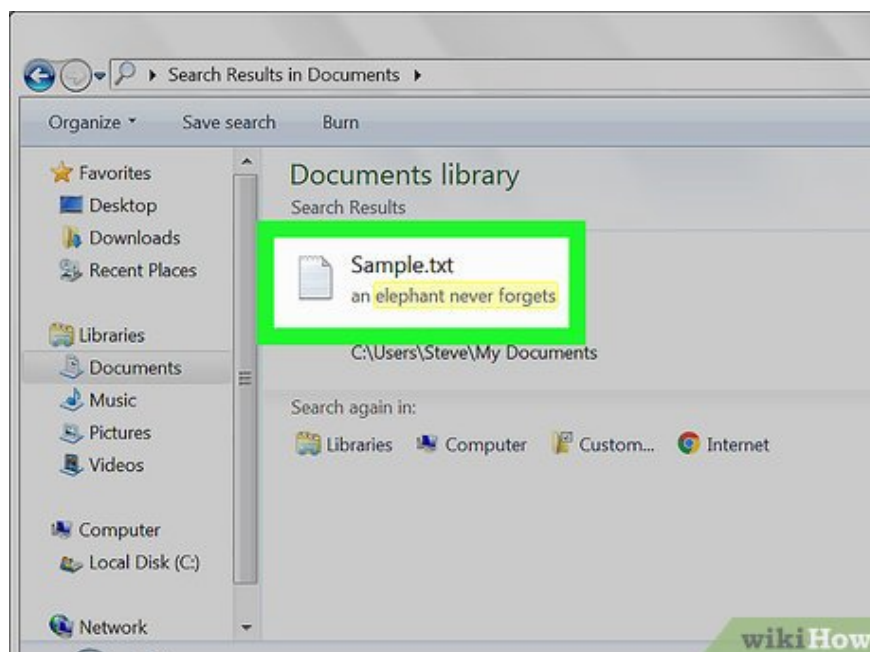 Search Results in Documents
Organize Save search Burn
Favorites
Desktop
Downloads
Recent Places
Libraries
Documents
Music
Pictures
Videos
Computer
Local Disk (C:)
Network
Documents library
Search Results
Sample.txt
an elephant never forgets
C:\Users\Steve\My Documents
Search again in:
Libraries Computer Custom... Internet
wikiHow